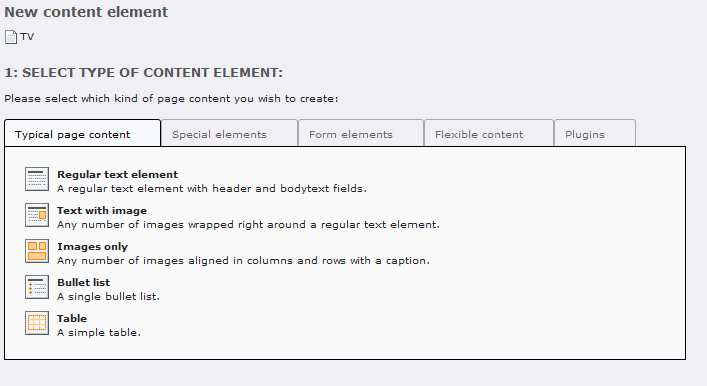 New content element
TV
1: SELECT TYPE OF CONTENT ELEMENT:
Please select which kind of page content you wish to create:
Typical page content Special elements Form elements Flexible content Plugins
Regular text element
A regular text element with header and bodytext fields.
Text with image
Any number of images wrapped right around a regular text element.
Images only
Any number of images aligned in columns and rows with a caption.
Bullet list
A single bullet list.
Table
A simple table.